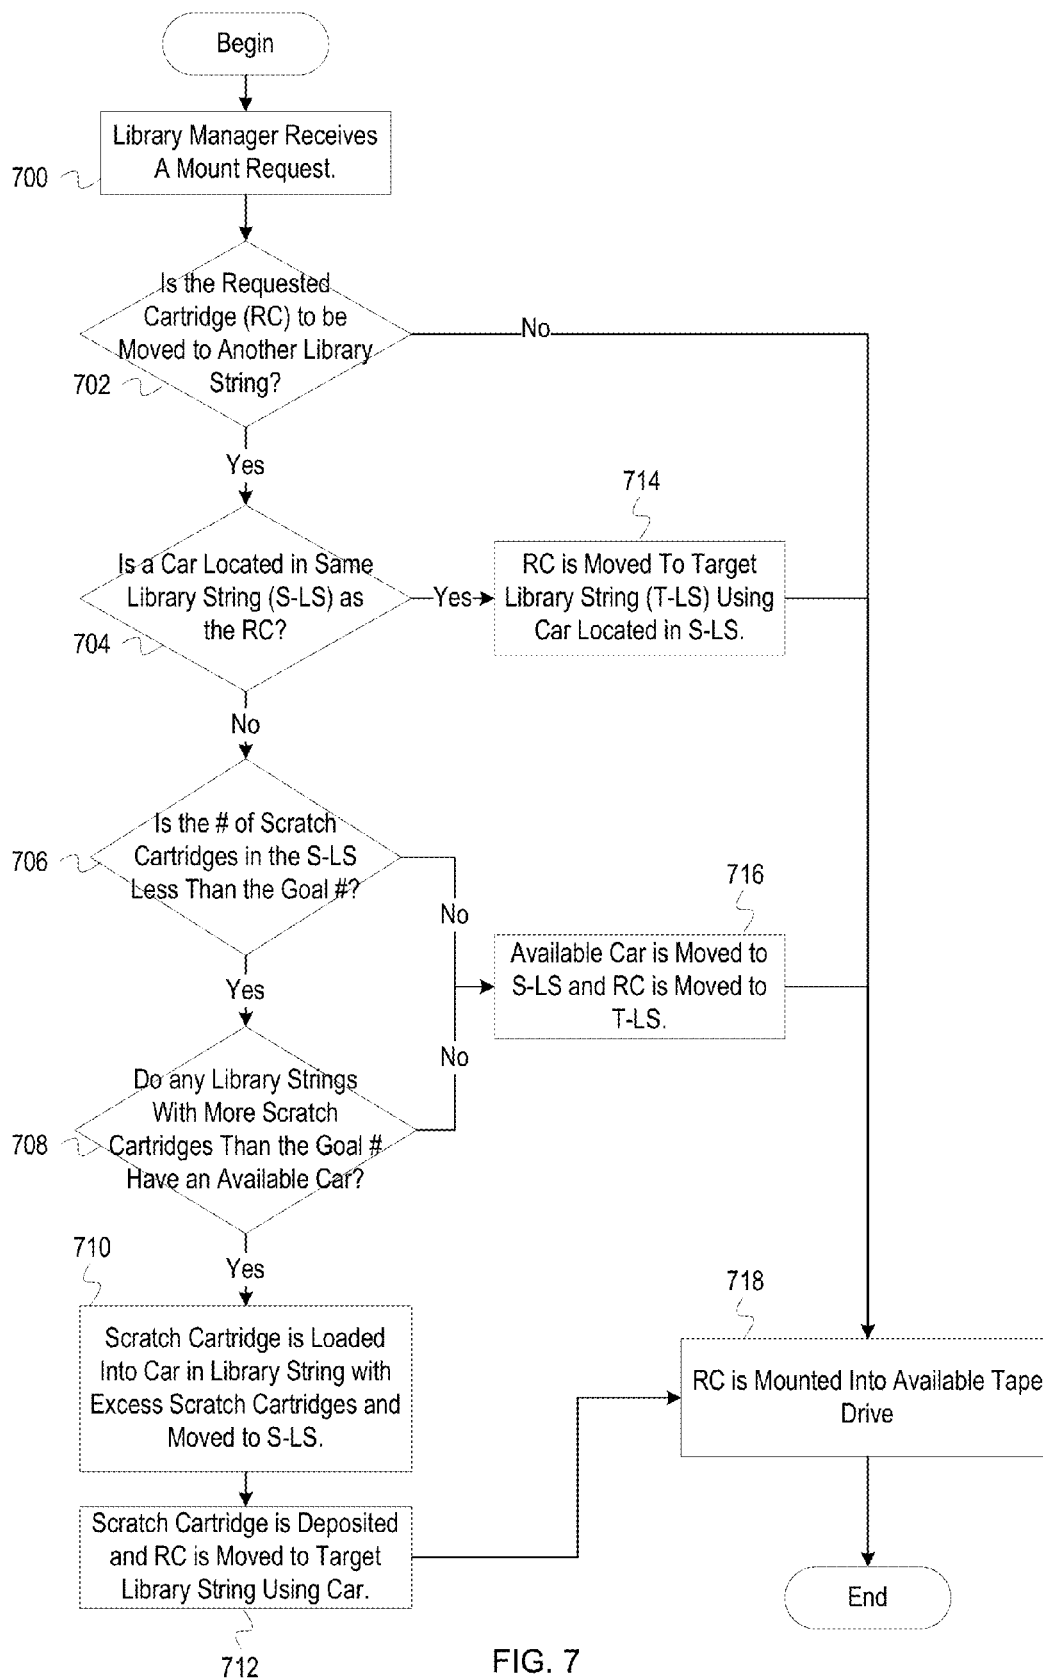 Begin
Library Manager Receives
A Mount Request.
700
Is the Requested
Cartridge (RC) to be
Moved to Another Library
String?
702
No
Yes
714
Is a Car Located in Same
Library String (S-LS) as
the RC?
704
Yes
RC is Moved To Target
Library String (T-LS) Using
Car Located in S-LS.
No
Is the # of Scratch
Cartridges in the S-LS
Less Than the Goal #?
706
No
716
Available Car is Moved to
S-LS and RC is Moved to
T-LS.
Yes
No
Do any Library Strings
With More Scratch
Cartridges Than the Goal #
Have an Available Car?
708
710
Yes
718
Scratch Cartridge is Loaded
Into Car in Library String with
Excess Scratch Cartridges and
Moved to S-LS.
RC is Mounted Into Available Tape
Drive
Scratch Cartridge is Deposited
and RC is Moved to Target
Library String Using Car.
712
End
FIG. 7